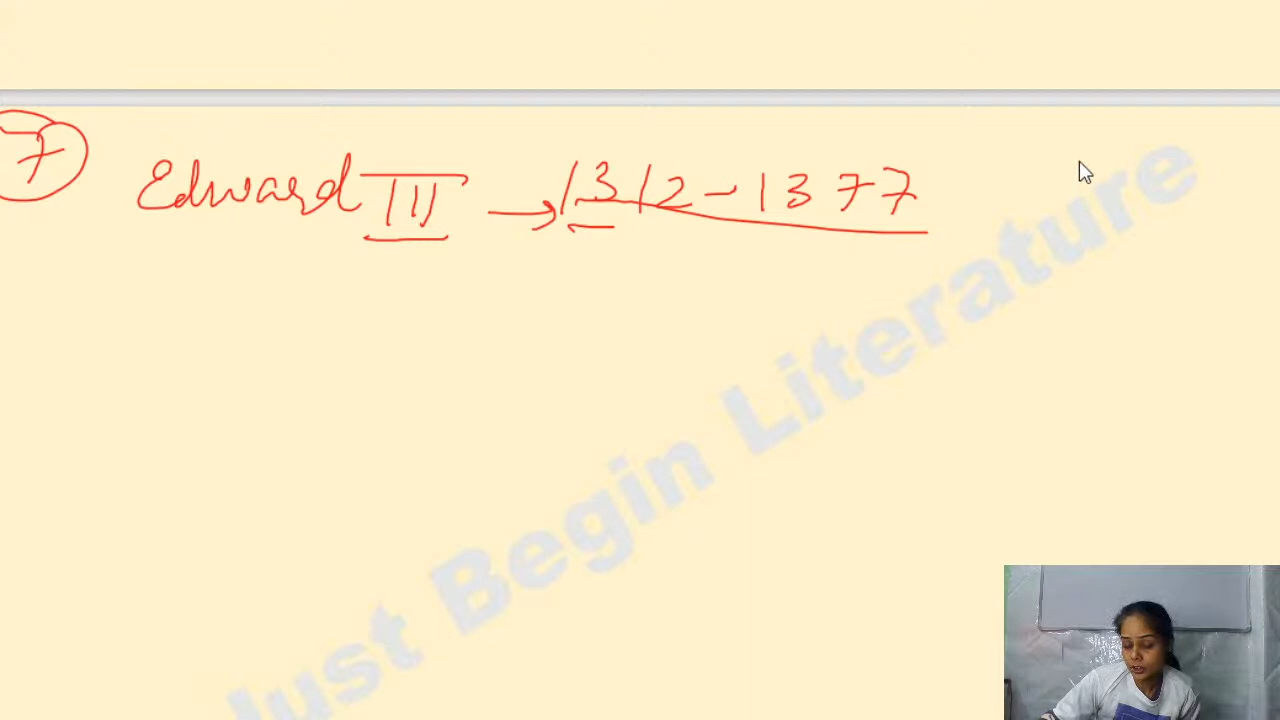 7 Edward III → 1312-1377
Just Begin Literature